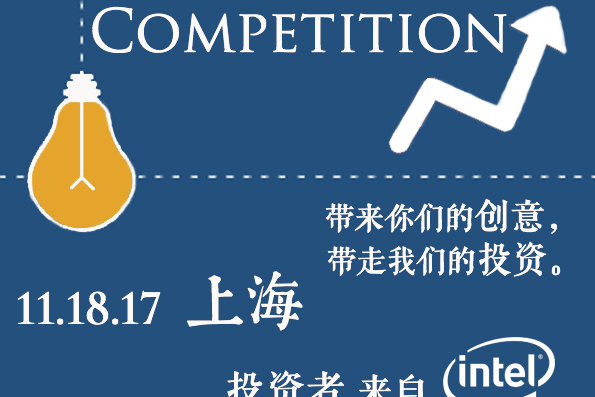 COMPETITION
带来你们的创意，
带走我们的投资。
11.18.17 上海
投资者 来自 intel